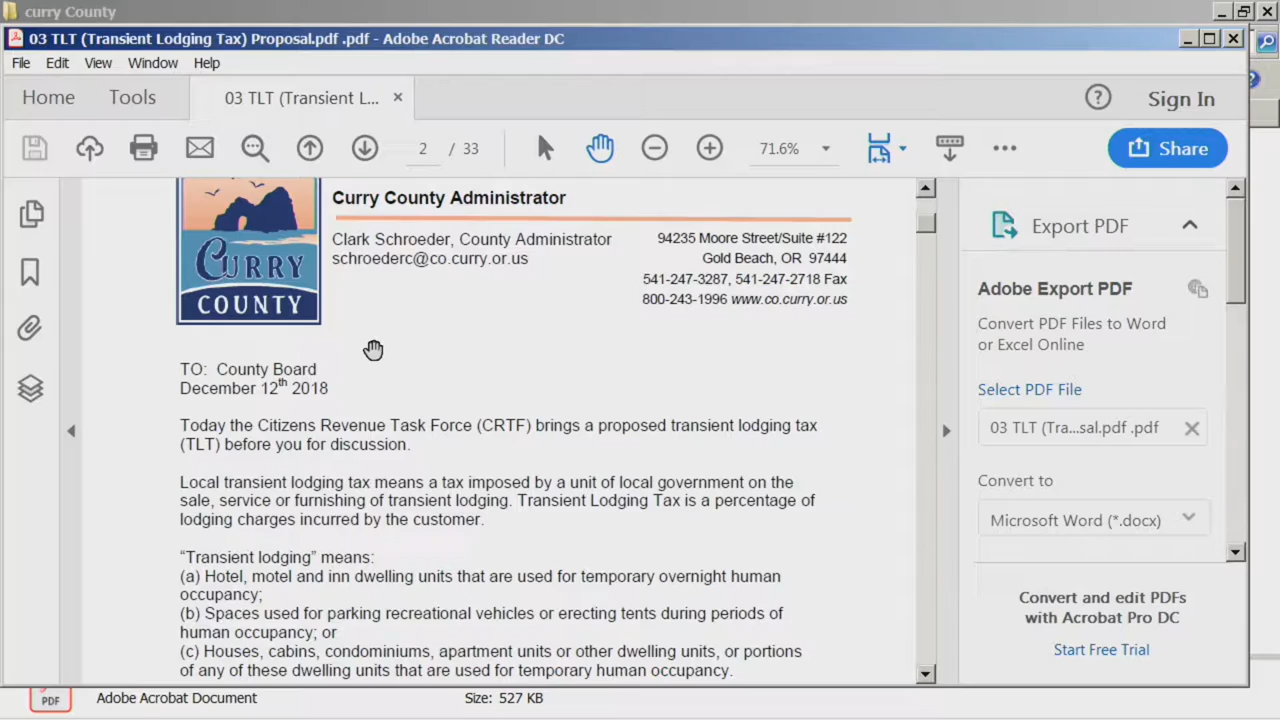 curry County
03 TLT (Transient Lodging Tax) Proposal.pdf .pdf - Adobe Acrobat Reader DC
File Edit View Window Help
Home Tools 03 TLT (Transient L... × ? Sign In
2 / 33 71.6% Share
Curry County Administrator
Clark Schroeder, County Administrator
schroederc@co.curry.or.us
94235 Moore Street/Suite #122
Gold Beach, OR 97444
541-247-3287, 541-247-2718 Fax
800-243-1996 www.co.curry.or.us
CURRY
COUNTY
TO: County Board
December 12th 2018
Today the Citizens Revenue Task Force (CRTF) brings a proposed transient lodging tax
(TLT) before you for discussion.
Local transient lodging tax means a tax imposed by a unit of local government on the
sale, service or furnishing of transient lodging. Transient Lodging Tax is a percentage of
lodging charges incurred by the customer.
“Transient lodging” means:
(a) Hotel, motel and inn dwelling units that are used for temporary overnight human
occupancy;
(b) Spaces used for parking recreational vehicles or erecting tents during periods of
human occupancy; or
(c) Houses, cabins, condominiums, apartment units or other dwelling units, or portions
of any of these dwelling units that are used for temporary human occupancy.
Export PDF
Adobe Export PDF
Convert PDF Files to Word
or Excel Online
Select PDF File
03 TLT (Tra...sal.pdf .pdf
Convert to
Microsoft Word (*.docx)
Convert and edit PDFs
with Acrobat Pro DC
Start Free Trial
PDF Adobe Acrobat Document Size: 527 KB